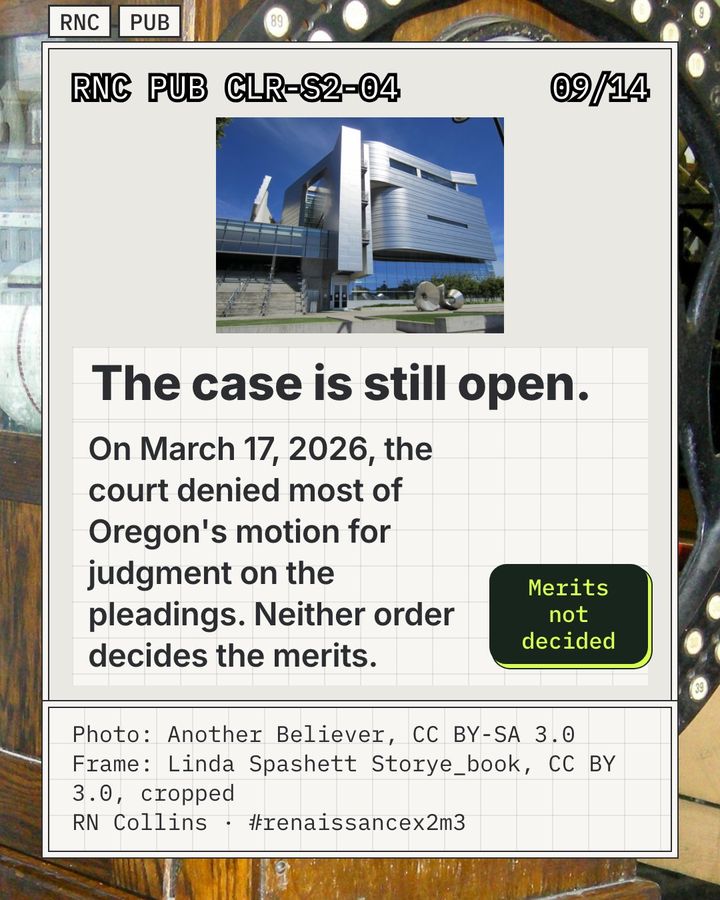 RNC PUB
RNC PUB CLR-S2-04 09/14
The case is still open.
On March 17, 2026, the
court denied most of
Oregon's motion for
judgment on the
pleadings. Neither order
decides the merits.
Merits
not
decided
Photo: Another Believer, CC BY-SA 3.0
Frame: Linda Spashett Storye_book, CC BY
3.0, cropped
RN Collins · #renaissancex2m3
89
9
39